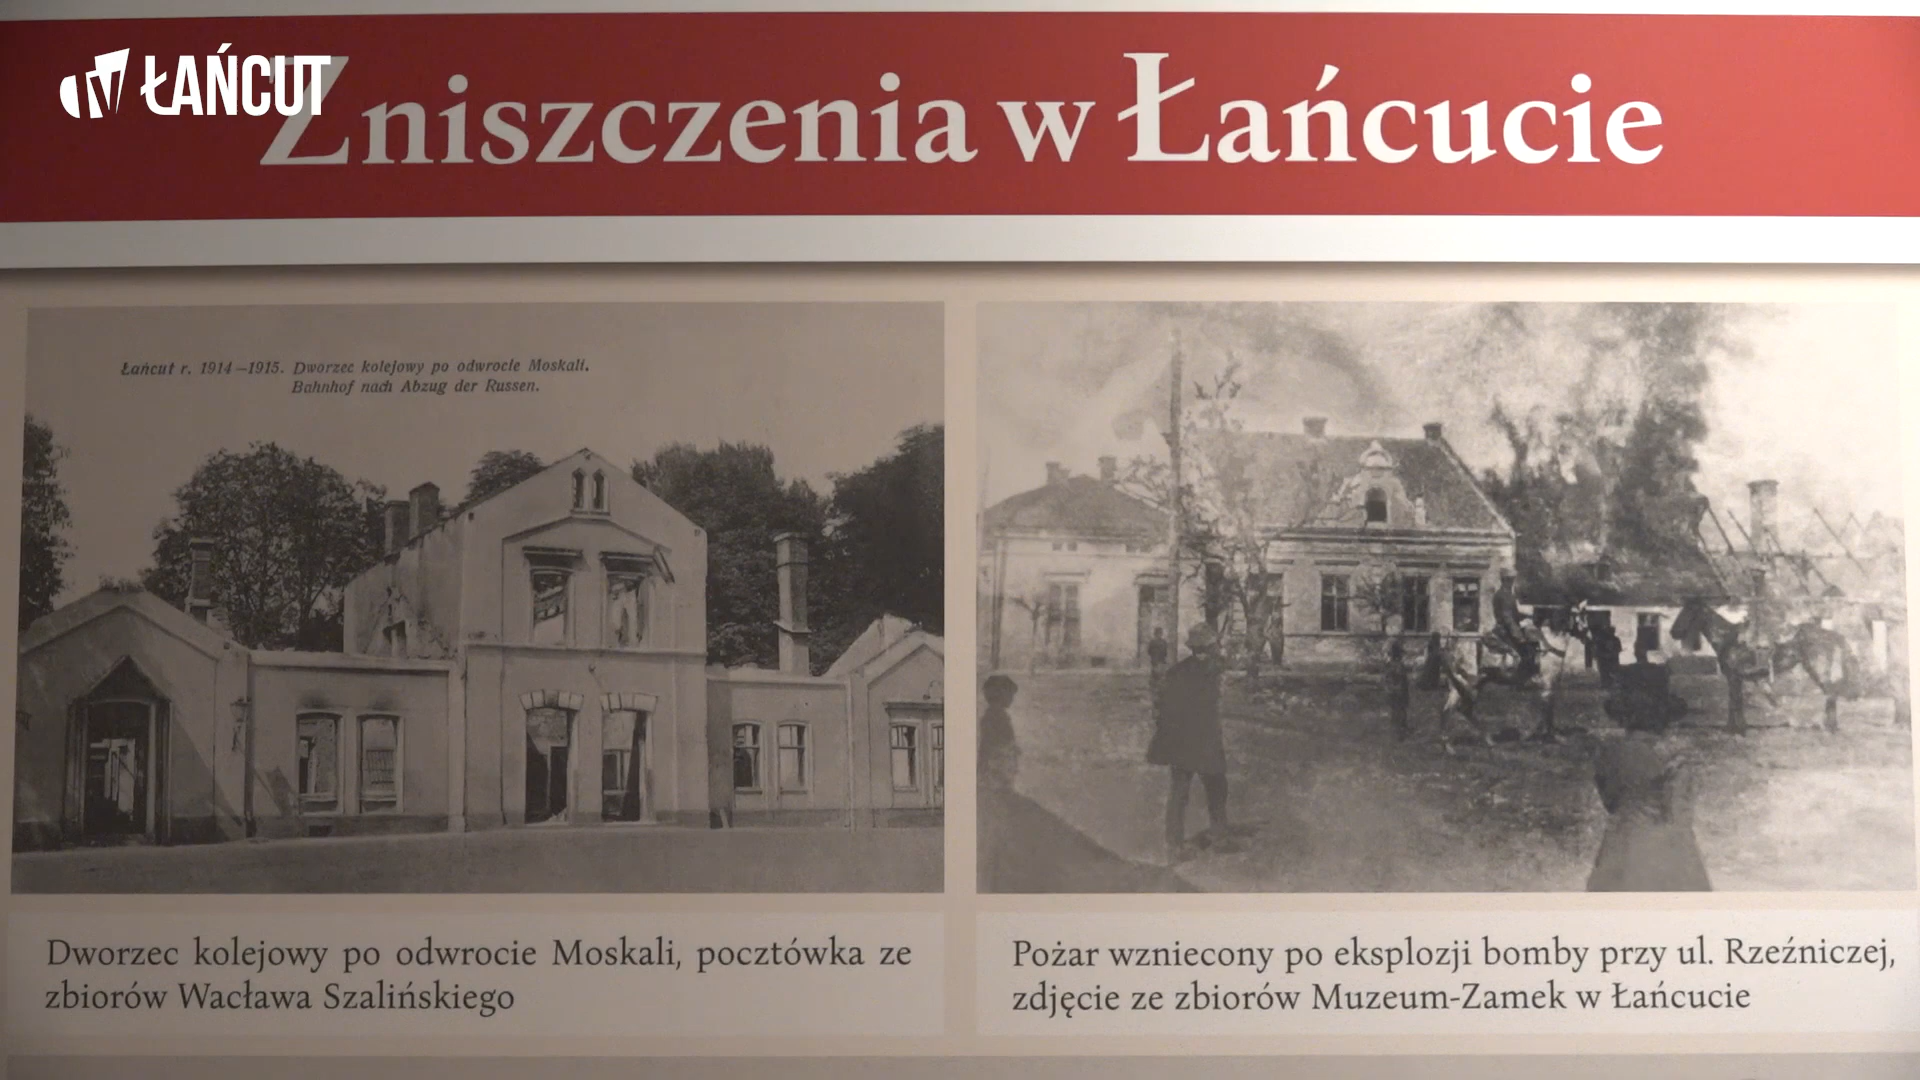 ŁAŃCUT
Zniszczenia w Łańcucie
Łańcut r. 1914—1915. Dworzec kolejowy po odwrocie Moskali.
Bahnhof nach Abzug der Russen.
Dworzec kolejowy po odwrocie Moskali, pocztówka ze
zbiorów Wacława Szalińskiego
Pożar wzniecony po eksplozji bomby przy ul. Rzeźniczej,
zdjęcie ze zbiorów Muzeum-Zamek w Łańcucie